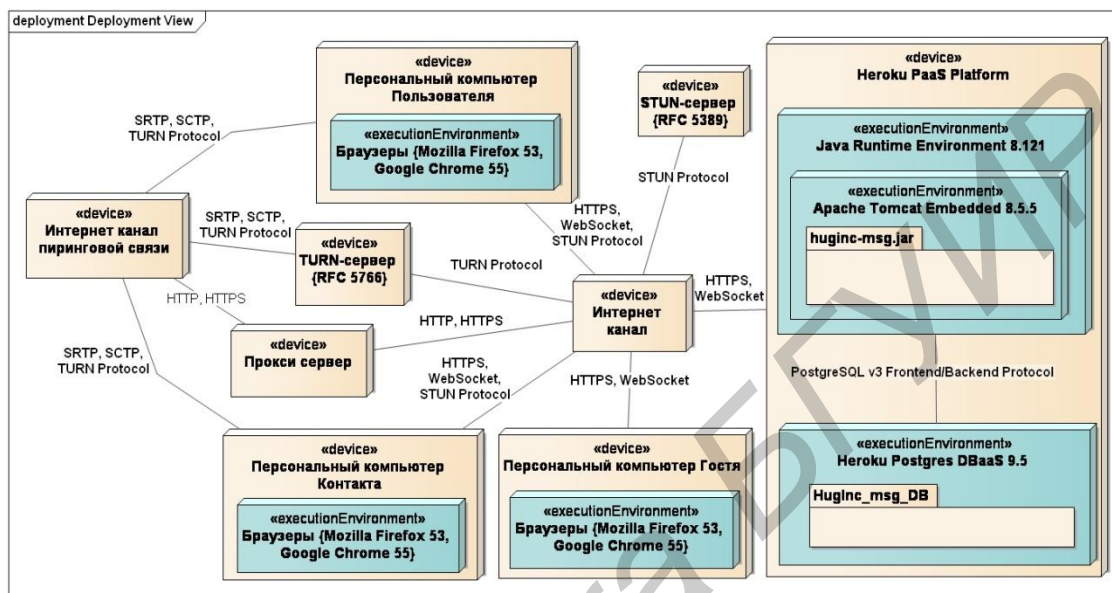 deployment Deployment View
«device»
Персональный компьютер
Пользователя
«executionEnvironment»
Браузеры {Mozilla Firefox 53,
Google Chrome 55}
«device»
STUN-сервер
{RFC 5389}
«device»
Heroku PaaS Platform
«executionEnvironment»
Java Runtime Environment 8.121
«executionEnvironment»
Apache Tomcat Embedded 8.5.5
huginc-msg.jar
SRTP, SCTP,
TURN Protocol
STUN Protocol
«device»
Интернет канал
пиринговой связи
SRTP, SCTP,
TURN Protocol
HTTPS,
WebSocket,
STUN Protocol
«device»
TURN-сервер
{RFC 5766}
TURN Protocol
HTTPS,
WebSocket
«device»
Интернет
канал
HTTP, HTTPS
HTTP, HTTPS
«device»
Прокси сервер
SRTP, SCTP,
TURN Protocol
HTTPS,
WebSocket,
STUN Protocol
HTTPS, WebSocket
PostgreSQL v3 Frontend/Backend Protocol
«device»
Персональный компьютер
Контакта
«executionEnvironment»
Браузеры {Mozilla Firefox 53,
Google Chrome 55}
«device»
Персональный компьютер Гостя
«executionEnvironment»
Браузеры {Mozilla Firefox 53,
Google Chrome 55}
«executionEnvironment»
Heroku Postgres DBaaS 9.5
HugInc_msg_DB
БГУИР